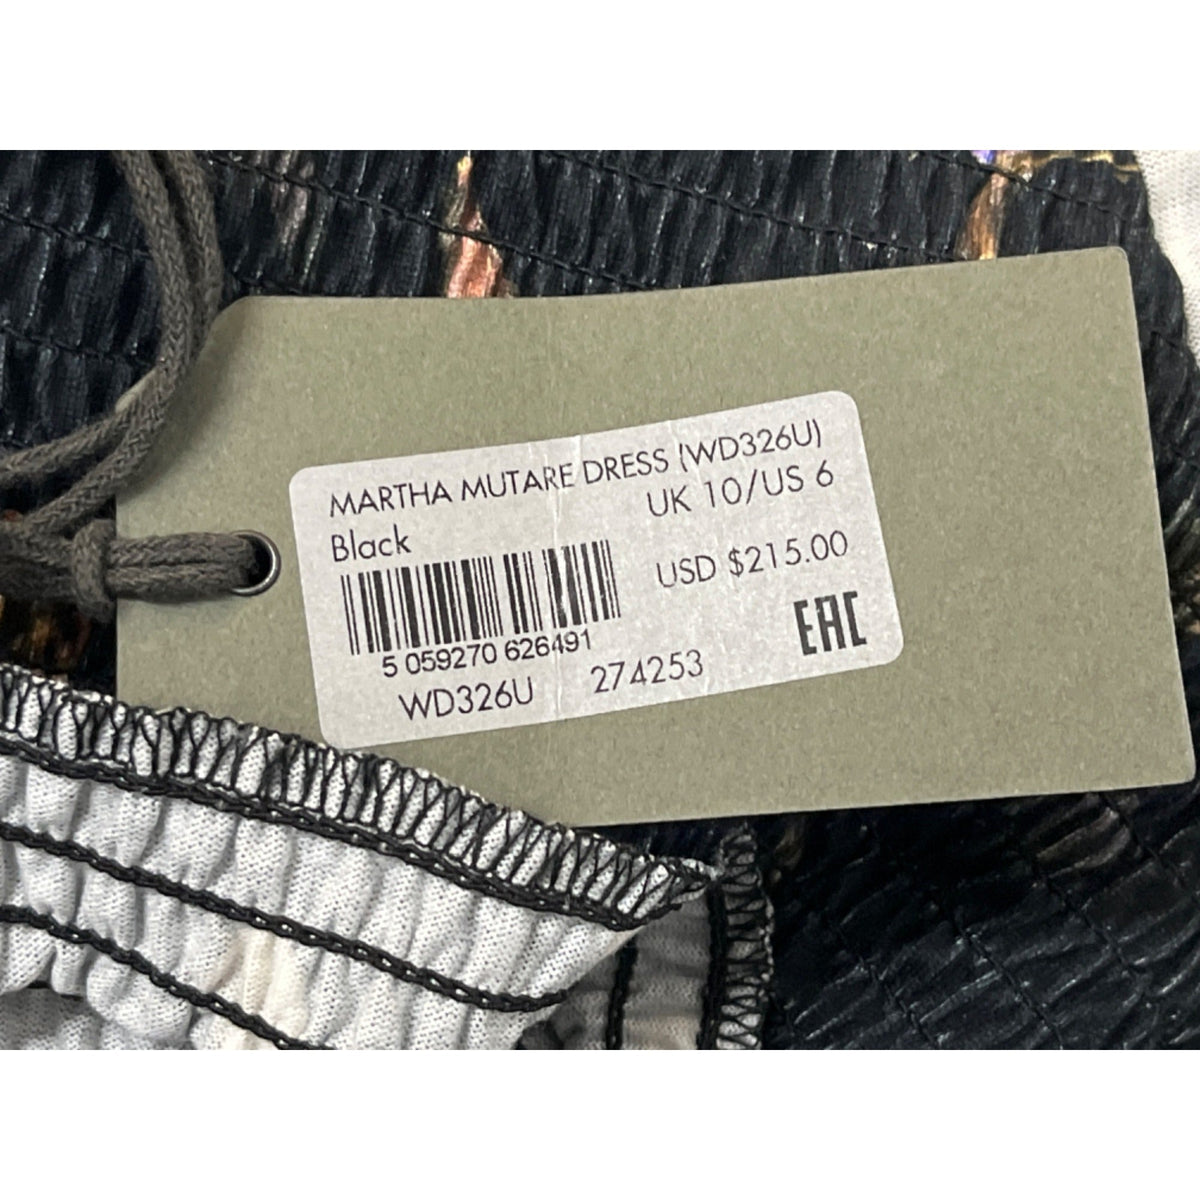 MARTHA MUTARE DRESS (WD326U)
UK 10/US 6
Black
USD $215.00
5 059270 626491
EAC
WD326U 274253